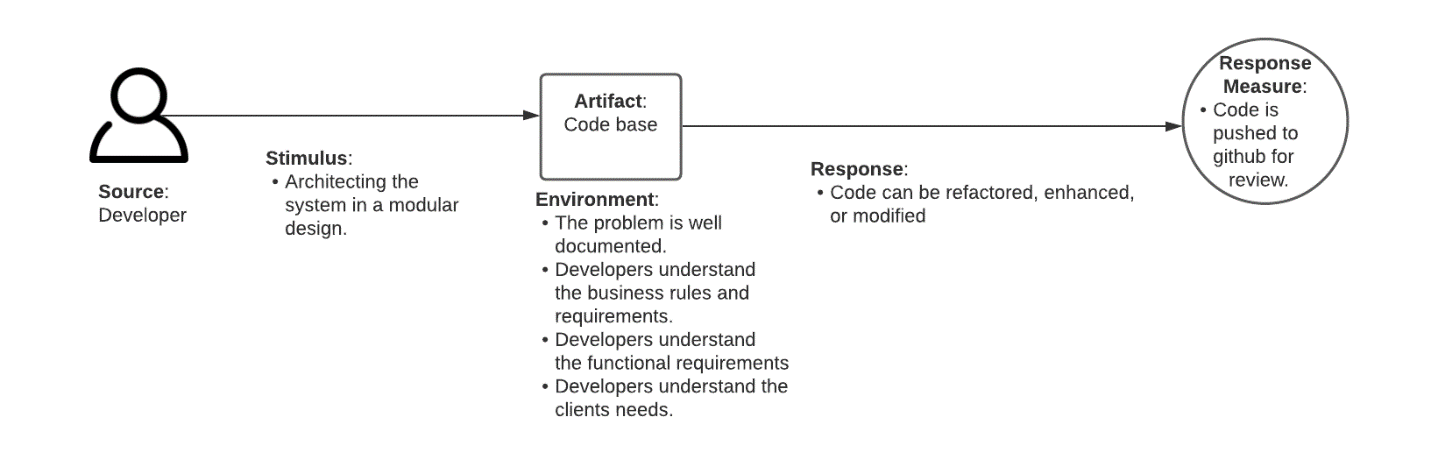 Source:
Developer
Stimulus:
• Architecting the
system in a modular
design.
Artifact:
Code base
Environment:
• The problem is well
documented.
• Developers understand
the business rules and
requirements.
• Developers understand
the functional requirements
• Developers understand the
clients needs.
Response:
• Code can be refactored, enhanced,
or modified
Response
Measure:
• Code is
pushed to
github for
review.